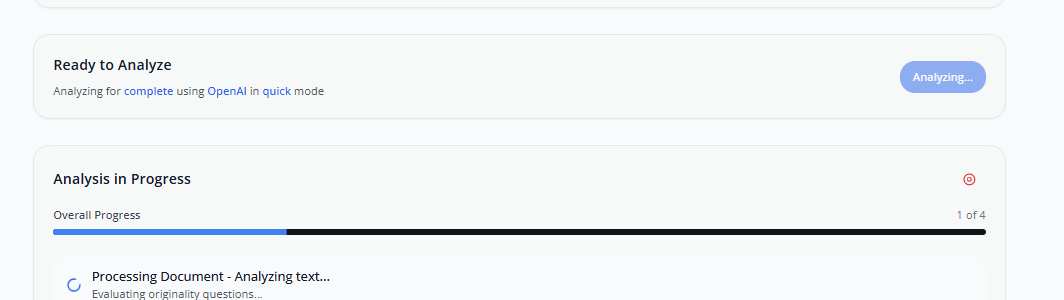 Ready to Analyze
Analyzing for complete using OpenAI in quick mode
Analyzing...
Analysis in Progress
Overall Progress
1 of 4
Processing Document - Analyzing text...
Evaluating originality questions...